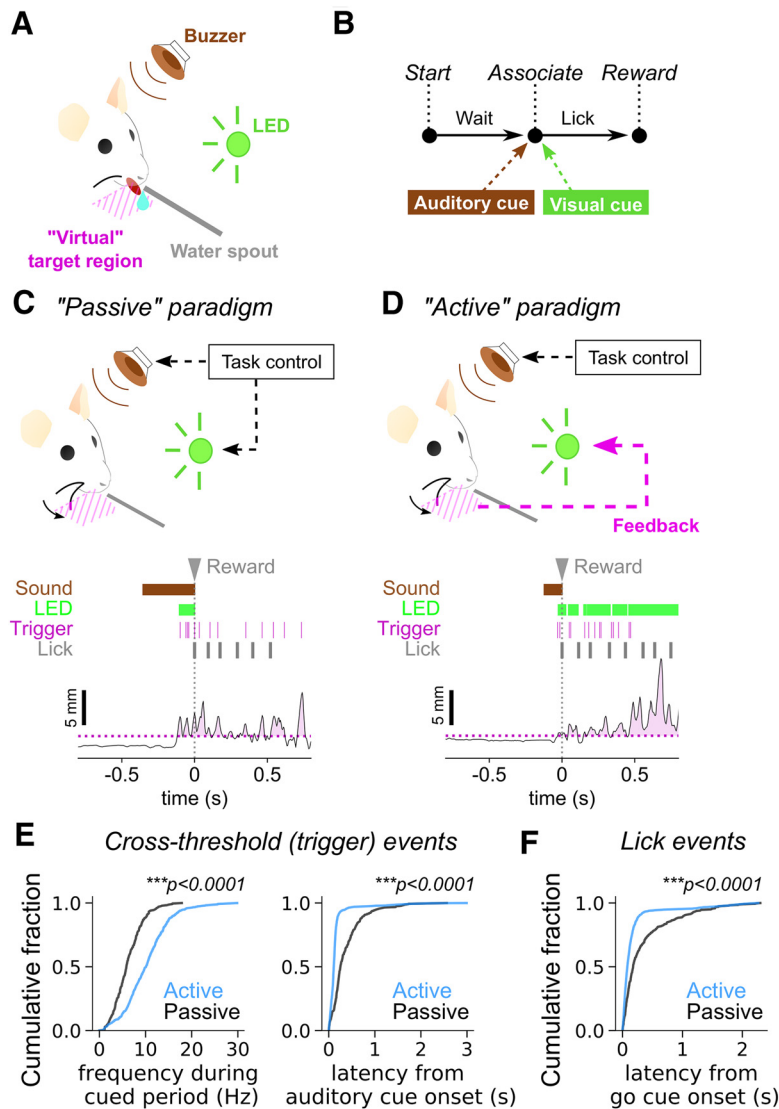 A
Buzzer
LED
"Virtual"
target region
Water spout
B
Start
Associate
Reward
Wait
Lick
Auditory cue
Visual cue
C
"Passive" paradigm
Task control
Sound
LED
Trigger
Lick
Reward
5 mm
-0.5
0
0.5
time (s)
D
"Active" paradigm
Task control
Feedback
Sound
LED
Trigger
Lick
Reward
5 mm
-0.5
0
0.5
time (s)
E
Cross-threshold (trigger) events
Cumulative fraction
***p<0.0001
1.0
0.5
0.0
Active
Passive
0
10
20
30
frequency during
cued period (Hz)
***p<0.0001
1.0
0.5
0.0
Active
Passive
0
1
2
3
latency from
auditory cue onset (s)
F
Lick events
Cumulative fraction
***p<0.0001
1.0
0.5
0.0
Active
Passive
0
1
2
latency from
go cue onset (s)